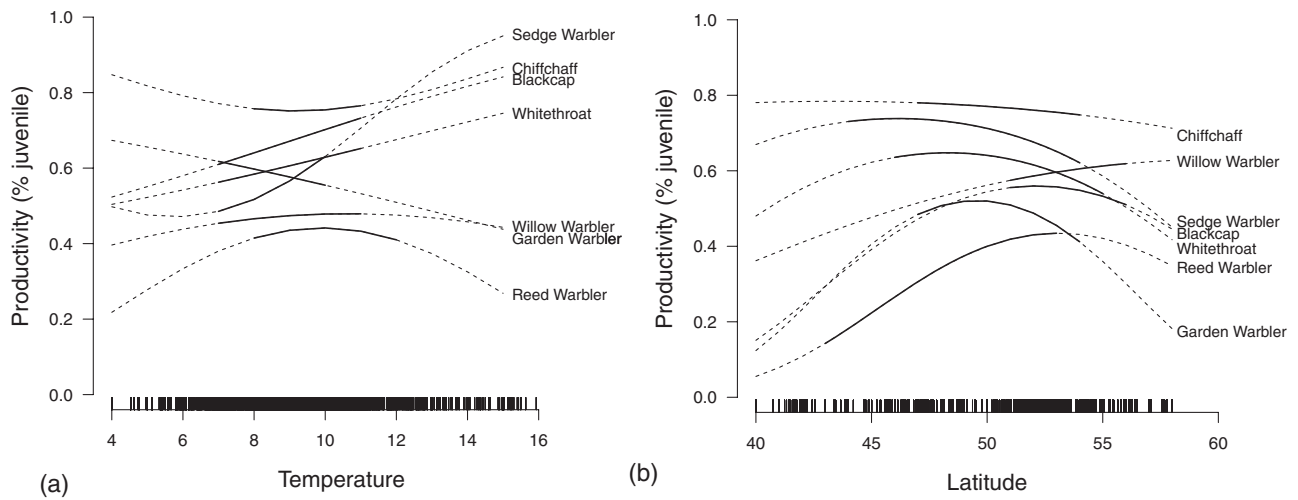 1.0
0.8
0.6
0.4
0.2
0.0
Productivity (% juvenile)
Sedge Warbler
Chiffchaff
Blackcap
Whitethroat
Willow Warbler
Garden Warbler
Reed Warbler
4 6 8 10 12 14 16
Temperature
(a)
1.0
0.8
0.6
0.4
0.2
0.0
Productivity (% juvenile)
Chiffchaff
Willow Warbler
Sedge Warbler
Blackcap
Whitethroat
Reed Warbler
Garden Warbler
40 45 50 55 60
Latitude
(b)